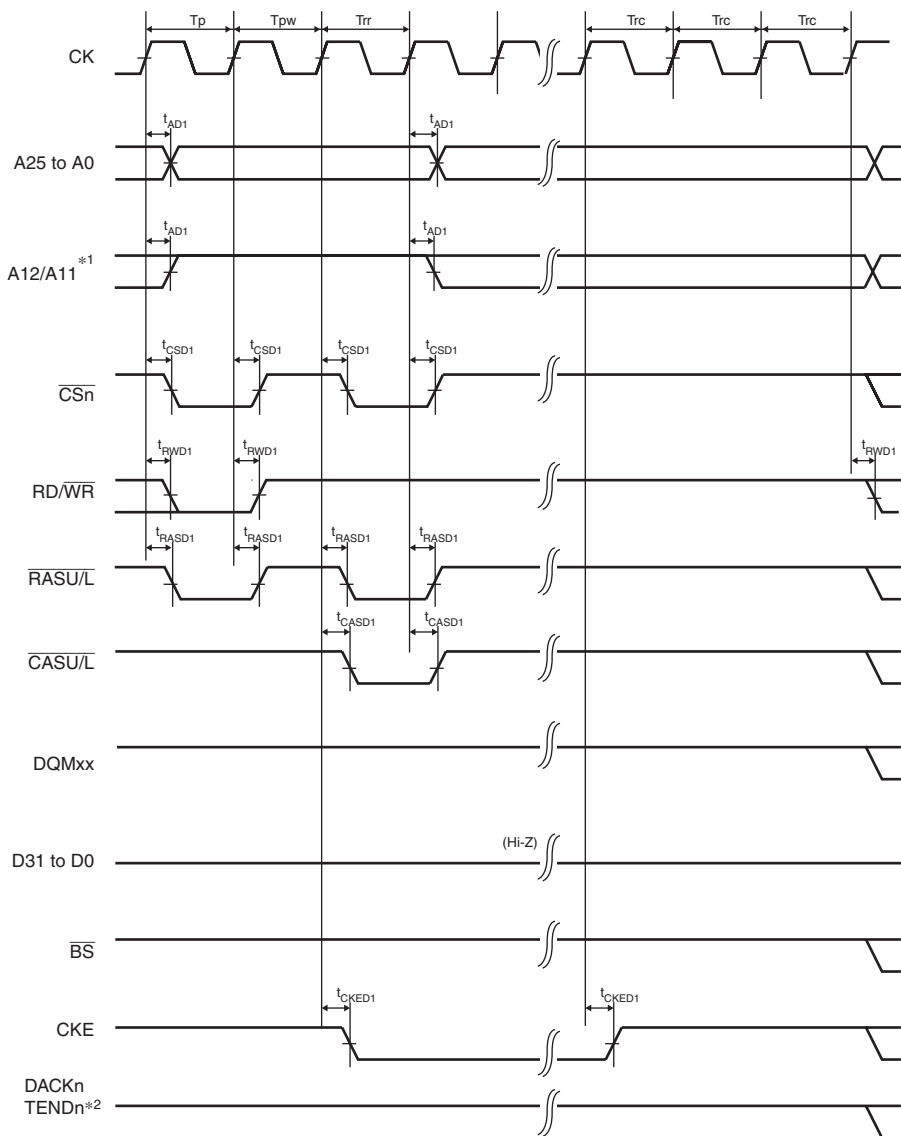 Tp Tpw Trr Trc Trc Trc
CK
tAD1 tAD1
A25 to A0
tAD1 tAD1
A12/A11*1
tCSD1 tCSD1 tCSD1 tCSD1
CSn
tRWD1 tRWD1 tRWD1
RD/WR
tRASD1 tRASD1 tRASD1 tRASD1
RASU/L
tCASD1 tCASD1
CASU/L
DQMxx
(Hi-Z)
D31 to D0
BS
tCKED1 tCKED1
CKE
DACKn
TENDn*2